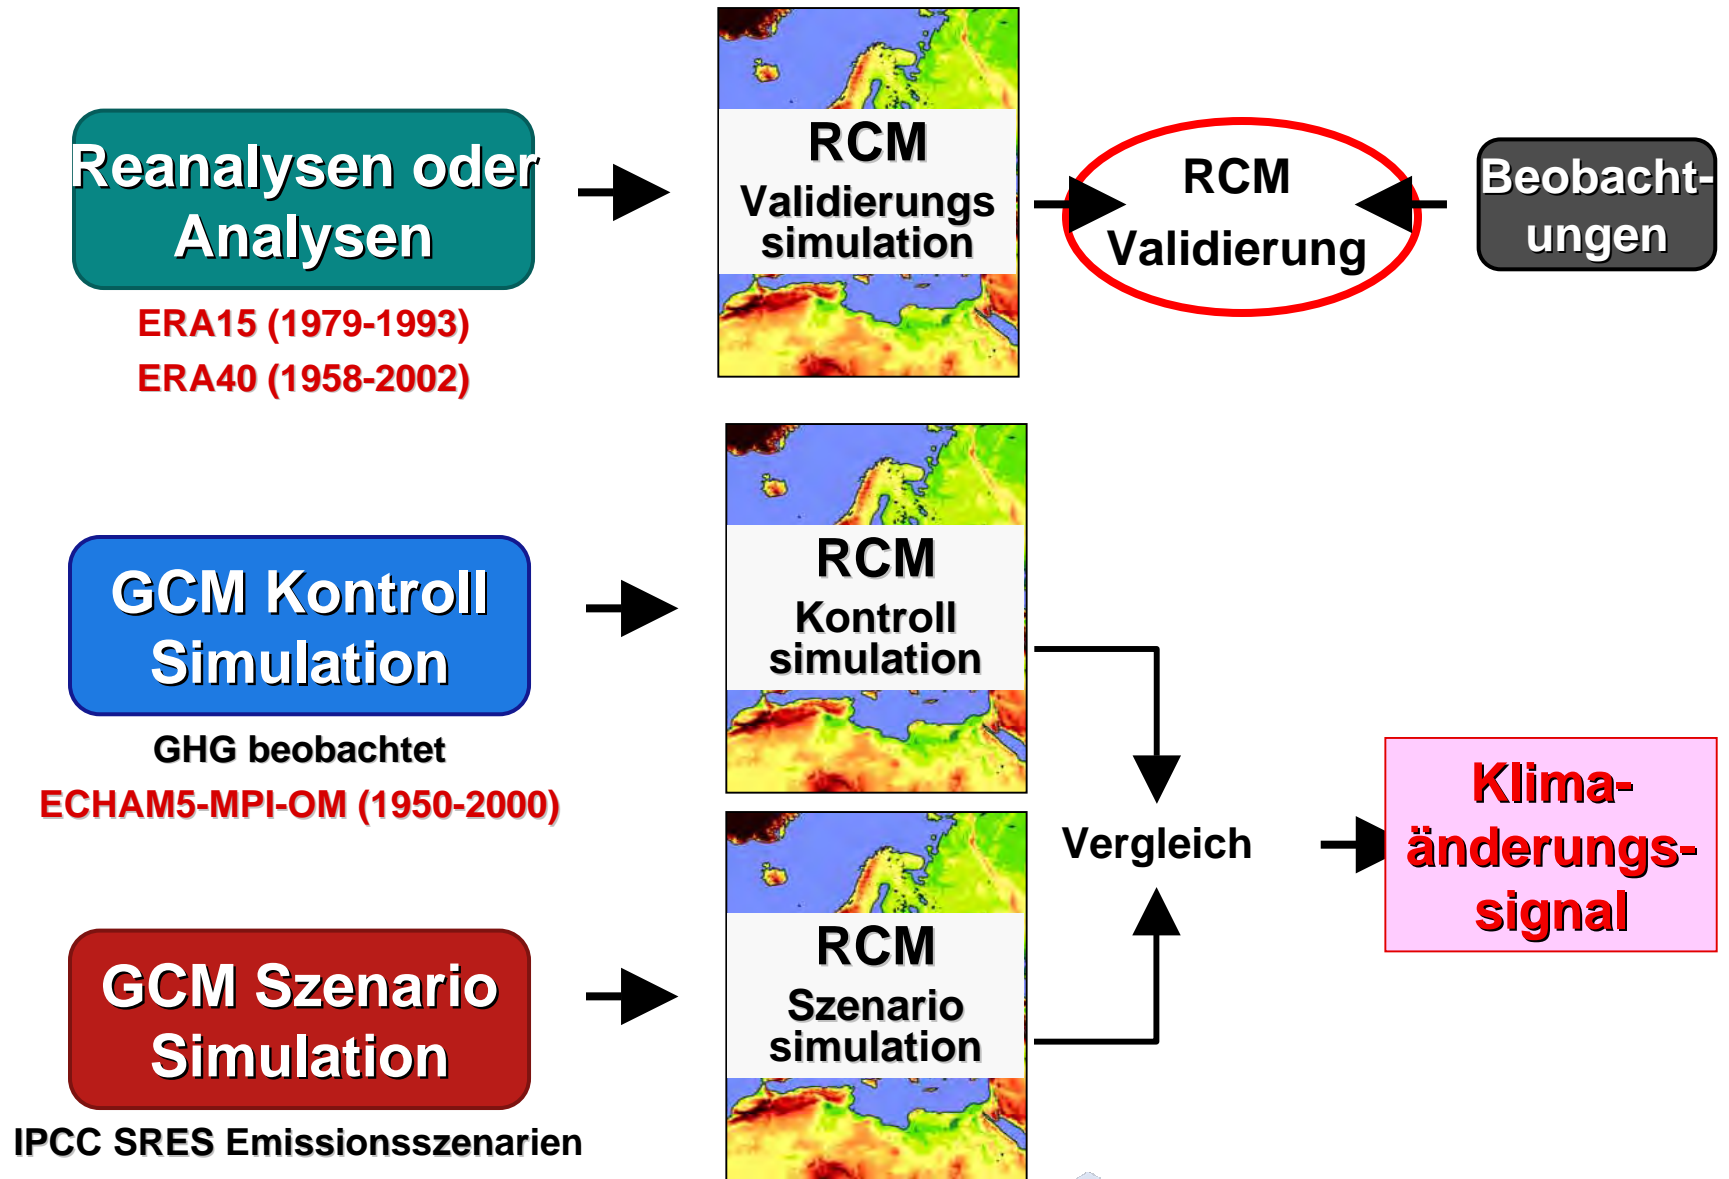 Reanalysen oder
Analysen
ERA15 (1979-1993)
ERA40 (1958-2002)
RCM
Validierungs
simulation
RCM
Validierung
Beobacht-
ungen
GCM Kontroll
Simulation
GHG beobachtet
ECHAM5-MPI-OM (1950-2000)
RCM
Kontroll
simulation
Vergleich
Klima-
änderungs-
signal
GCM Szenario
Simulation
IPCC SRES Emissionsszenarien
RCM
Szenario
simulation